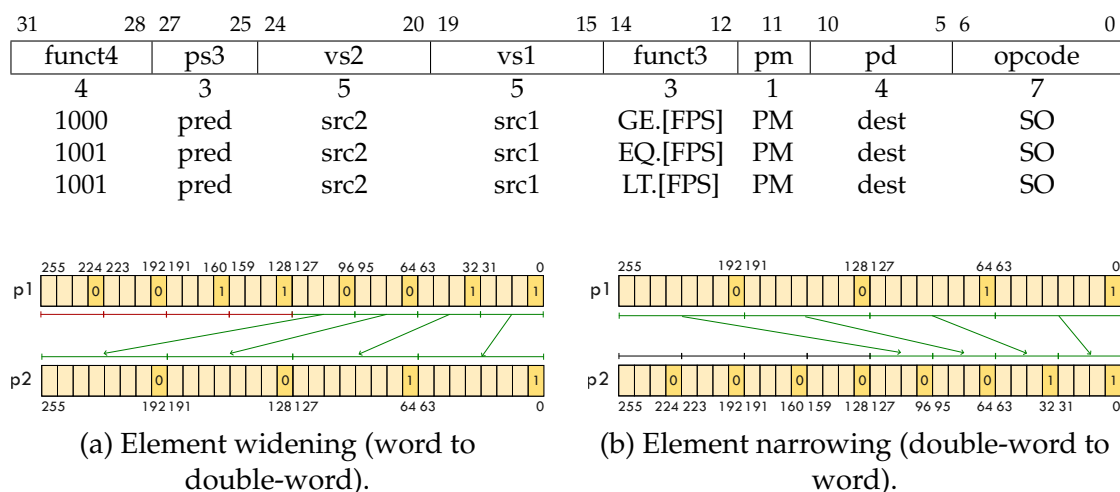 31 28 27 25 24 20 19 15 14 12 11 10 5 6 0
funct4 ps3 vs2 vs1 funct3 pm pd opcode
4 3 5 5 3 1 4 7
1000 pred src2 src1 GE.[FPS] PM dest SO
1001 pred src2 src1 EQ.[FPS] PM dest SO
1001 pred src2 src1 LT.[FPS] PM dest SO
255 224 223 192 191 160 159 128 127 96 95 64 63 32 31 0
p1 0 0 1 1 0 0 1 1
p2 0 0 1 1
255 192 191 128 127 64 63 0
(a) Element widening (word to
double-word).
255 192 191 128 127 64 63 0
p1 0 0 1 1
p2 0 0 0 0 0 0 1 1
255 224 223 192 191 160 159 128 127 96 95 64 63 32 31 0
(b) Element narrowing (double-word to
word).